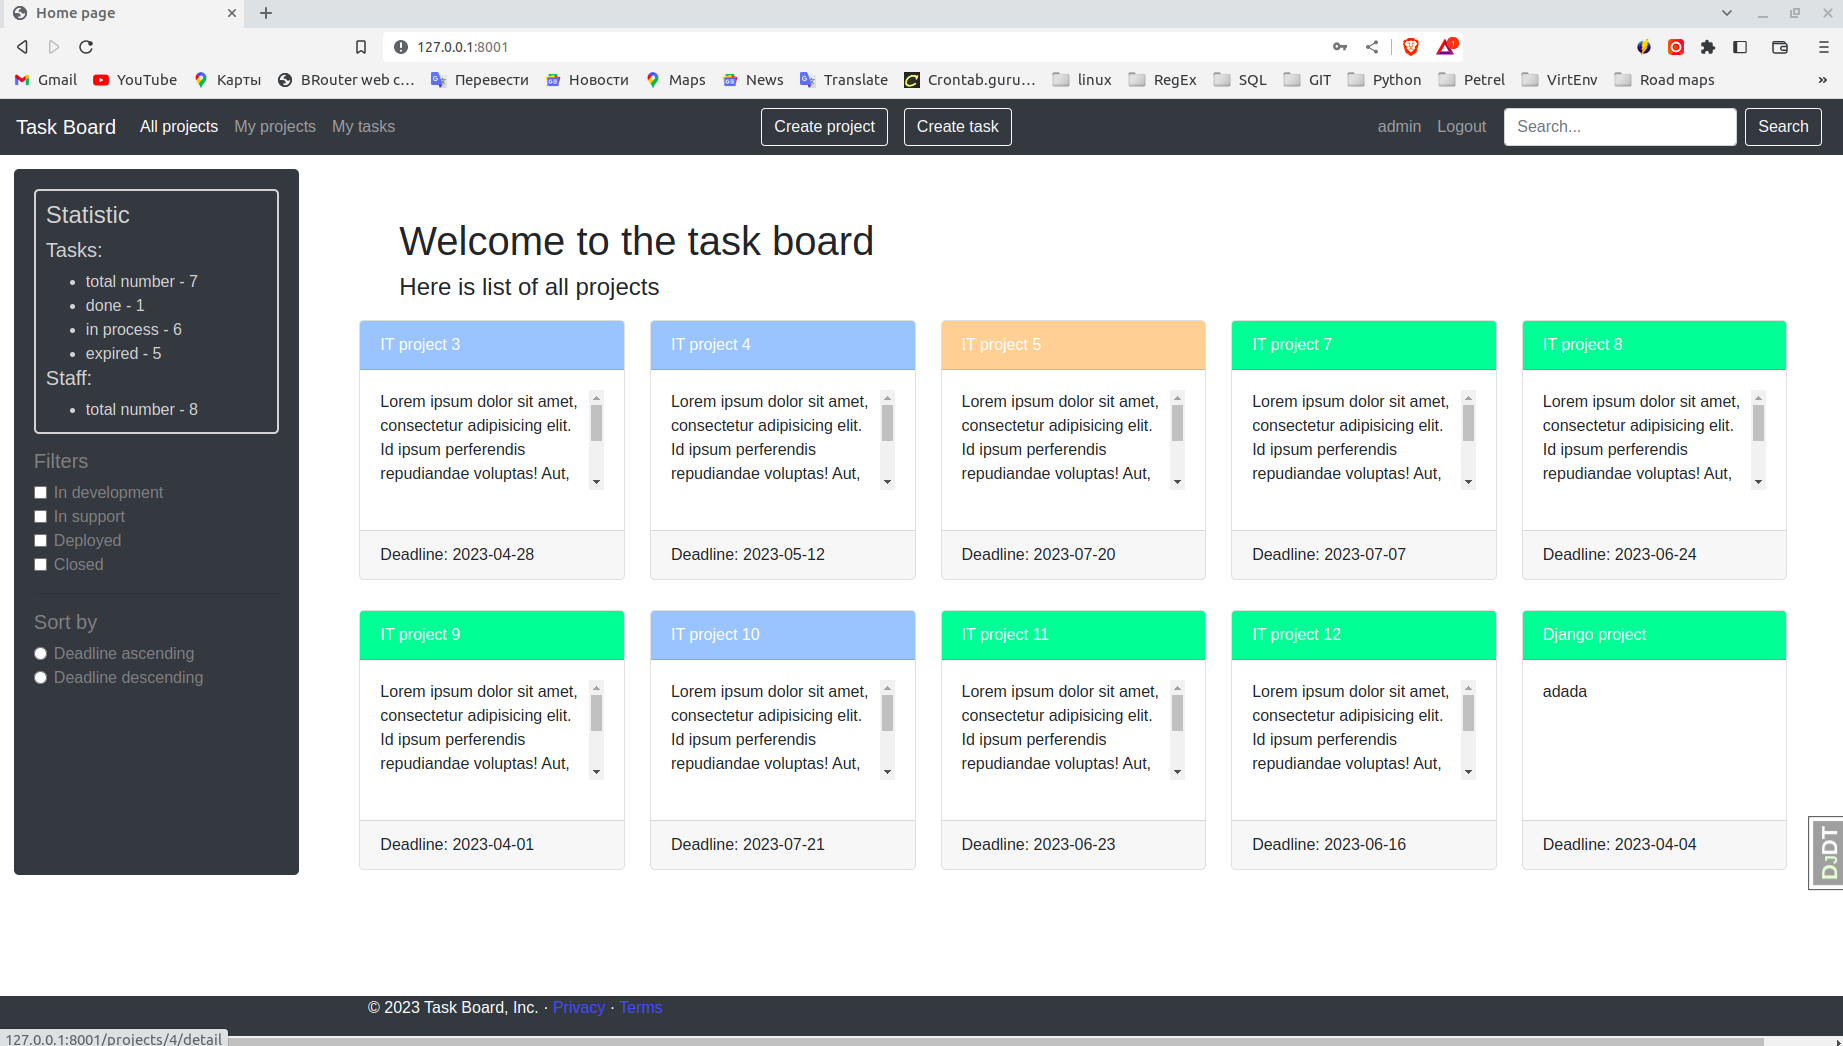 Home page
127.0.0.1:8001
1
Gmail YouTube Карты BRouter web c... Перевести Новости Maps News Translate Crontab.guru... linux RegEx SQL GIT Python Petrel VirtEnv Road maps »
Task Board All projects My projects My tasks Create project Create task admin Logout Search... Search
Statistic
Tasks:
total number - 7
done - 1
in process - 6
expired - 5
Staff:
total number - 8
Filters
In development
In support
Deployed
Closed
Sort by
Deadline ascending
Deadline descending
Welcome to the task board
Here is list of all projects
IT project 3
Lorem ipsum dolor sit amet,
consectetur adipisicing elit.
Id ipsum perferendis
repudiandae voluptas! Aut,
Deadline: 2023-04-28
IT project 4
Lorem ipsum dolor sit amet,
consectetur adipisicing elit.
Id ipsum perferendis
repudiandae voluptas! Aut,
Deadline: 2023-05-12
IT project 5
Lorem ipsum dolor sit amet,
consectetur adipisicing elit.
Id ipsum perferendis
repudiandae voluptas! Aut,
Deadline: 2023-07-20
IT project 7
Lorem ipsum dolor sit amet,
consectetur adipisicing elit.
Id ipsum perferendis
repudiandae voluptas! Aut,
Deadline: 2023-07-07
IT project 8
Lorem ipsum dolor sit amet,
consectetur adipisicing elit.
Id ipsum perferendis
repudiandae voluptas! Aut,
Deadline: 2023-06-24
IT project 9
Lorem ipsum dolor sit amet,
consectetur adipisicing elit.
Id ipsum perferendis
repudiandae voluptas! Aut,
Deadline: 2023-04-01
IT project 10
Lorem ipsum dolor sit amet,
consectetur adipisicing elit.
Id ipsum perferendis
repudiandae voluptas! Aut,
Deadline: 2023-07-21
IT project 11
Lorem ipsum dolor sit amet,
consectetur adipisicing elit.
Id ipsum perferendis
repudiandae voluptas! Aut,
Deadline: 2023-06-23
IT project 12
Lorem ipsum dolor sit amet,
consectetur adipisicing elit.
Id ipsum perferendis
repudiandae voluptas! Aut,
Deadline: 2023-06-16
Django project
adada
Deadline: 2023-04-04
DJDT
© 2023 Task Board, Inc. · Privacy · Terms
127.0.0.1:8001/projects/4/detail